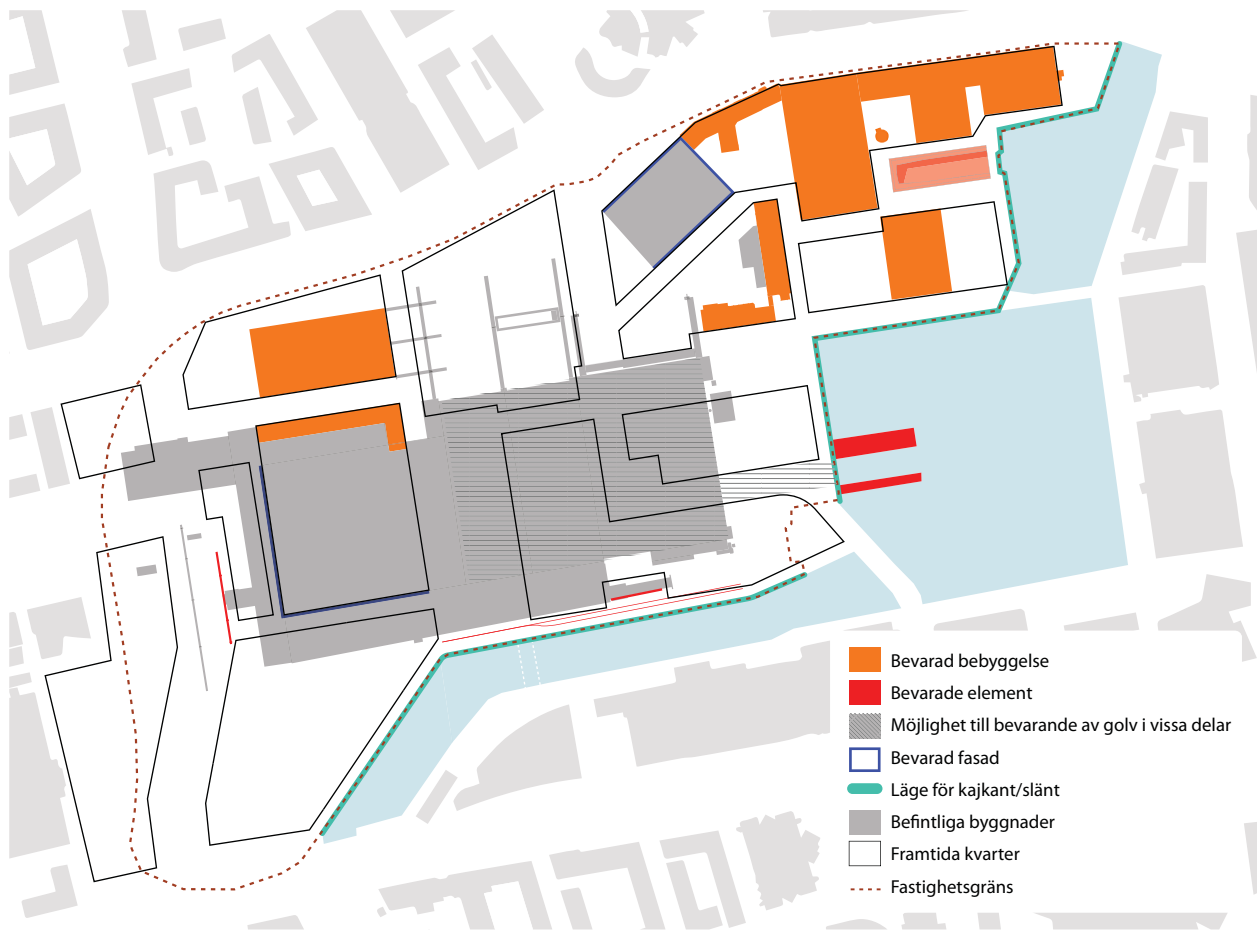 Bevarad bebyggelse
Bevarade element
Möjlighet till bevarande av golv i vissa delar
Bevarad fasad
Läge för kajkant/slänt
Befintliga byggnader
Framtida kvarter
Fastighetsgräns